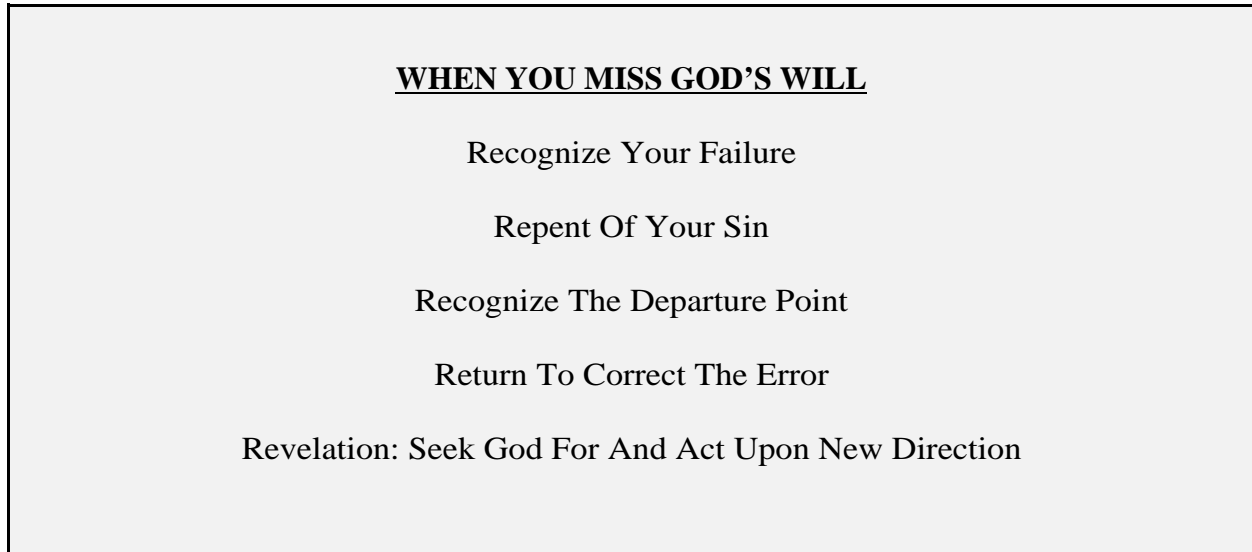 WHEN YOU MISS GOD’S WILL
Recognize Your Failure
Repent Of Your Sin
Recognize The Departure Point
Return To Correct The Error
Revelation: Seek God For And Act Upon New Direction